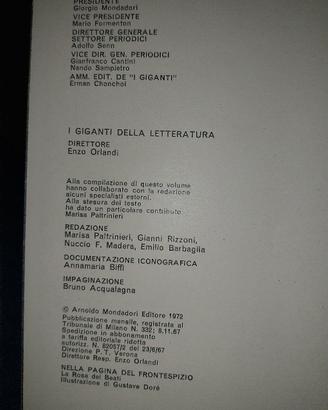 PRESIDENTE
Giorgio Mondadori
VICE PRESIDENTE
Mario Formenton
DIRETTORE GENERALE
SETTORE PERIODICI
Adolfo Senn
VICE DIR. GEN. PERIODICI
Gianfranco Cantini
Nando Sampietro
AMM. EDIT. DE "I GIGANTI"
Erman Chonchol
I GIGANTI DELLA LETTERATURA
DIRETTORE
Enzo Orlandi
Alla compilazione di questo volume
hanno collaborato con la redazione
alcuni specialisti esterni.
Alla stesura del testo
ha dato un particolare contributo
Marisa Paltrinieri
REDAZIONE
Marisa Paltrinieri, Gianni Rizzoni,
Nuccio F. Madera, Emilio Barbaglia
DOCUMENTAZIONE ICONOGRAFICA
Annamaria Biffi
IMPAGINAZIONE
Bruno Acqualagna
© Arnoldo Mondadori Editore 1972
Pubblicazione mensile, registrata al
Tribunale di Milano N. 332; 8.11.67
Spedizione in abbonamento
a tariffa editoriale ridotta
autorizz. N. 82057/2 del 23/6/67
Direzione P. T. Verona
Direttore Resp. Enzo Orlandi
NELLA PAGINA DEL FRONTESPIZIO
La Rosa dei Beati
Illustrazione di Gustave Doré